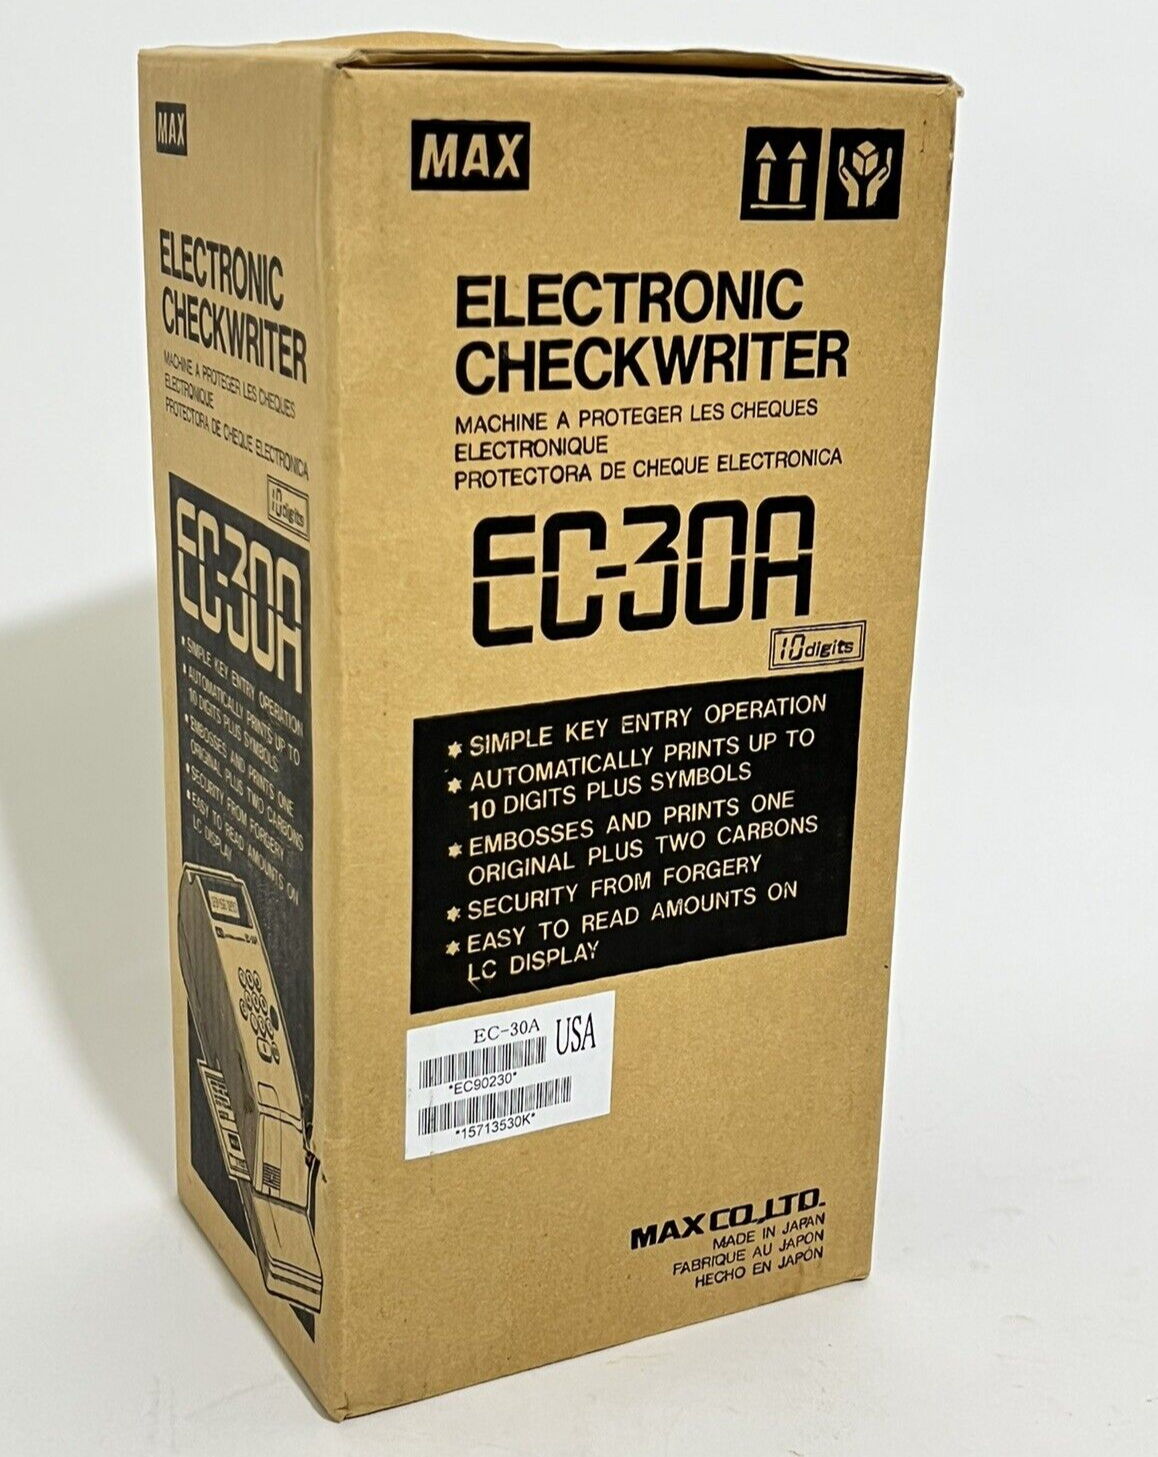 MAX
ELECTRONIC
CHECKWRITER
MACHINE A PROTEGER LES CHEQUES
ELECTRONIQUE
PROTECTORA DE CHEQUE ELECTRONICA
10 digits
EC-30A
SIMPLE KEY ENTRY OPERATION
AUTOMATICALLY PRINTS UP TO
10 DIGITS PLUS SYMBOLS
EMBOSSES AND PRINTS ONE
ORIGINAL PLUS TWO CARBONS
SECURITY FROM FORGERY
EASY TO READ AMOUNTS ON
LC DISPLAY
MAX
ELECTRONIC
CHECKWRITER
MACHINE A PROTEGER LES CHEQUES
ELECTRONIQUE
PROTECTORA DE CHEQUE ELECTRONICA
EC-30A
10 digits
SIMPLE KEY ENTRY OPERATION
AUTOMATICALLY PRINTS UP TO
10 DIGITS PLUS SYMBOLS
EMBOSSES AND PRINTS ONE
ORIGINAL PLUS TWO CARBONS
SECURITY FROM FORGERY
EASY TO READ AMOUNTS ON
LC DISPLAY
EC-30A USA
*EC90230*
*15713530K*
MAX CO., LTD.
MADE IN JAPAN
FABRIQUE AU JAPON
HECHO EN JAPÓN